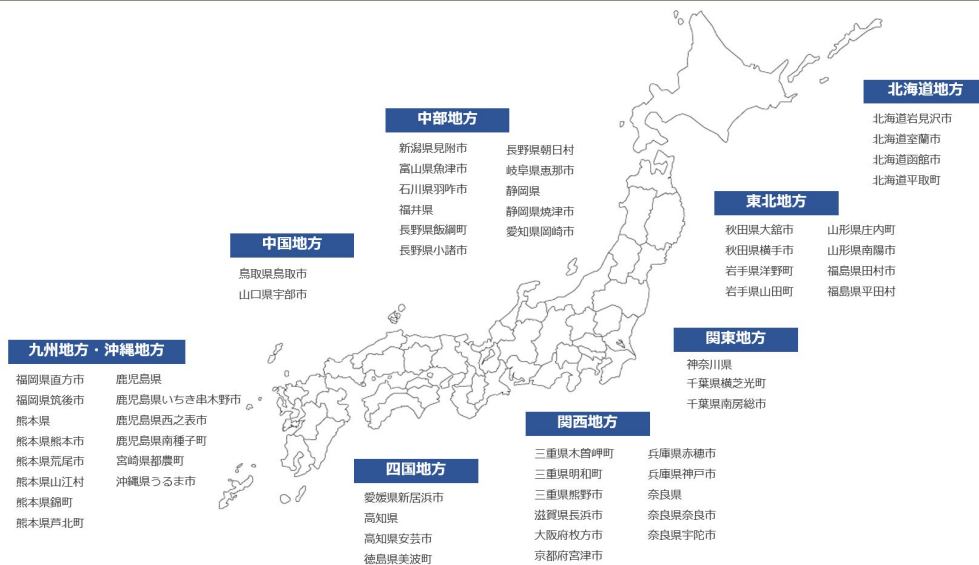 北海道地方
北海道岩見沢市
北海道室蘭市
北海道函館市
北海道平取町
中部地方
新潟県見附市
富山県魚津市
石川県羽咋市
福井県
長野県飯綱町
長野県小諸市
長野県朝日村
岐阜県恵那市
静岡県
静岡県焼津市
愛知県岡崎市
東北地方
秋田県大舘市
秋田県横手市
岩手県洋野町
岩手県山田町
山形県庄内町
山形県南陽市
福島県田村市
福島県平田村
中国地方
鳥取県鳥取市
山口県宇部市
関東地方
神奈川県
千葉県横芝光町
千葉県南房総市
九州地方・沖縄地方
福岡県直方市
福岡県筑後市
熊本県
熊本県熊本市
熊本県荒尾市
熊本県山江村
熊本県錦町
熊本県芦北町
鹿児島県
鹿児島県いちき串木野市
鹿児島県西之表市
鹿児島県南種子町
宮崎県都農町
沖縄県うるま市
関西地方
三重県木曽岬町
三重県明和町
三重県熊野市
滋賀県長浜市
大阪府枚方市
京都府宮津市
兵庫県赤穂市
兵庫県神戸市
奈良県
奈良県奈良市
奈良県宇陀市
四国地方
愛媛県新居浜市
高知県
高知県安芸市
徳島県美波町